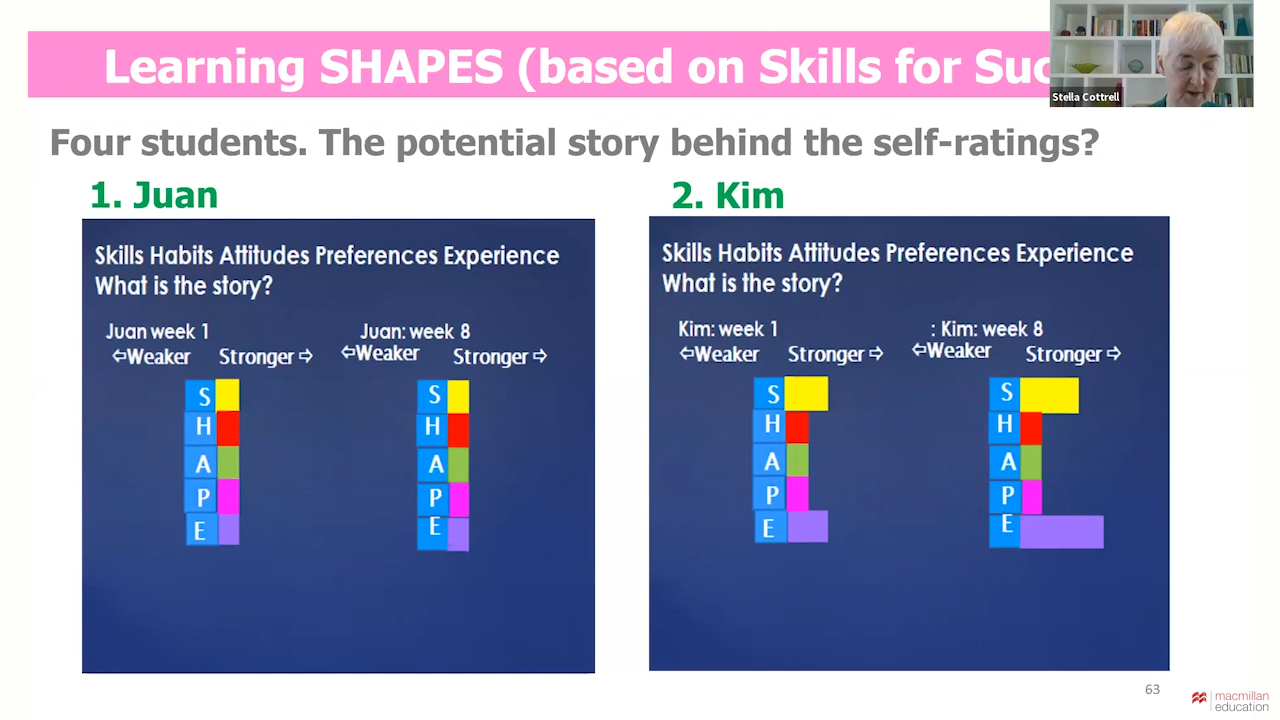 Learning SHAPES (based on Skills for Suc
Stella Cottrell
Four students. The potential story behind the self-ratings?
1. Juan
2. Kim
Skills Habits Attitudes Preferences Experience
What is the story?
Juan week 1
⇦Weaker Stronger ⇨
S
H
A
P
E
Juan: week 8
⇦Weaker Stronger ⇨
S
H
A
P
E
Skills Habits Attitudes Preferences Experience
What is the story?
Kim: week 1
⇦Weaker Stronger ⇨
S
H
A
P
E
: Kim: week 8
⇦Weaker Stronger ⇨
S
H
A
P
E
63
macmillan
education